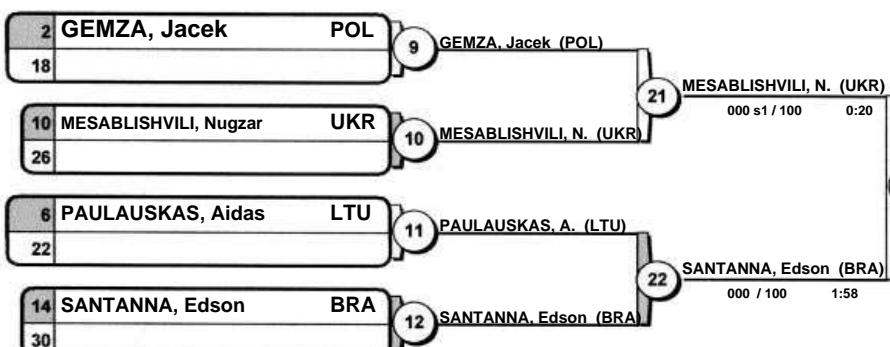 2 GEMZA, Jacek POL
18
9
GEMZA, Jacek (POL)
21
MESABLISHVILI, N. (UKR)
000 s1 / 100 0:20
10 MESABLISHVILI, Nugzar UKR
26
10
MESABLISHVILI, N. (UKR)
6 PAULAUSKAS, Aidas LTU
22
11
PAULAUSKAS, A. (LTU)
22
SANTANNA, Edson (BRA)
000 / 100 1:58
14 SANTANNA, Edson BRA
30
12
SANTANNA, Edson (BRA)